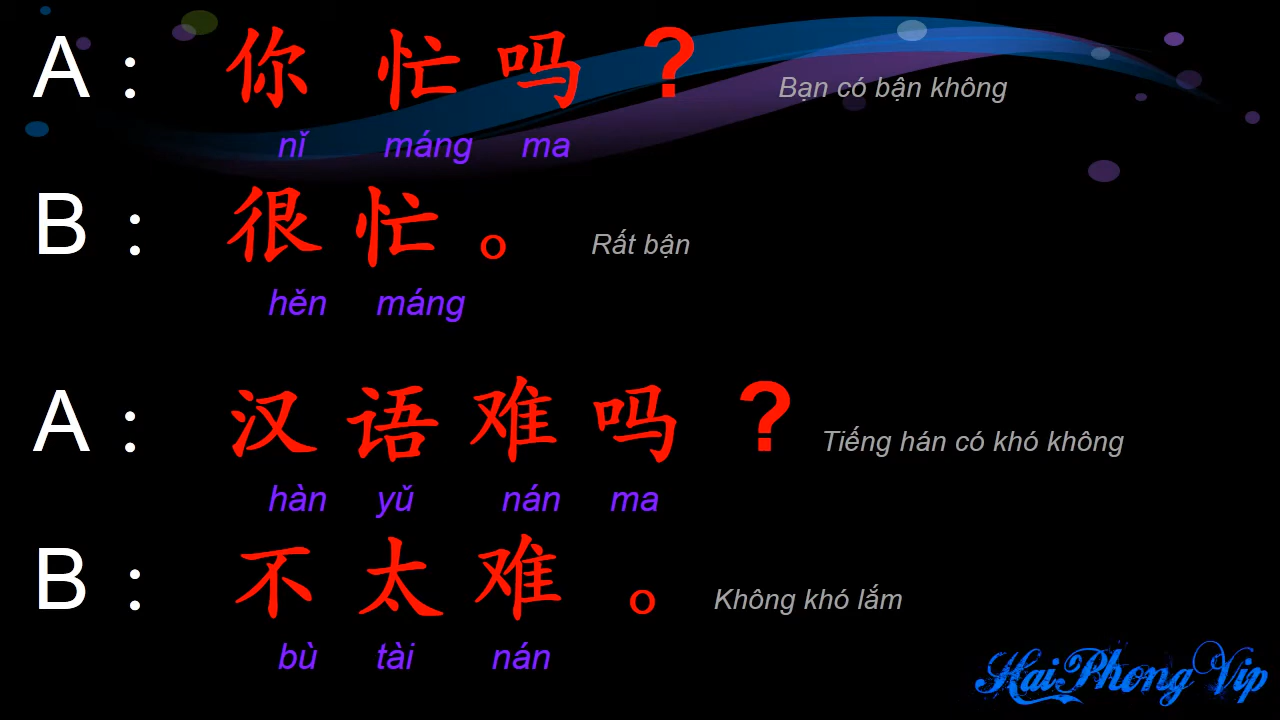 A : 你 忙 吗 ? Bạn có bận không
nǐ máng ma
B : 很 忙 。 Rất bận
hěn máng
A : 汉 语 难 吗 ? Tiếng hán có khó không
hàn yǔ nán ma
B : 不 太 难 。 Không khó lắm
bù tài nán
HaiPhongVip